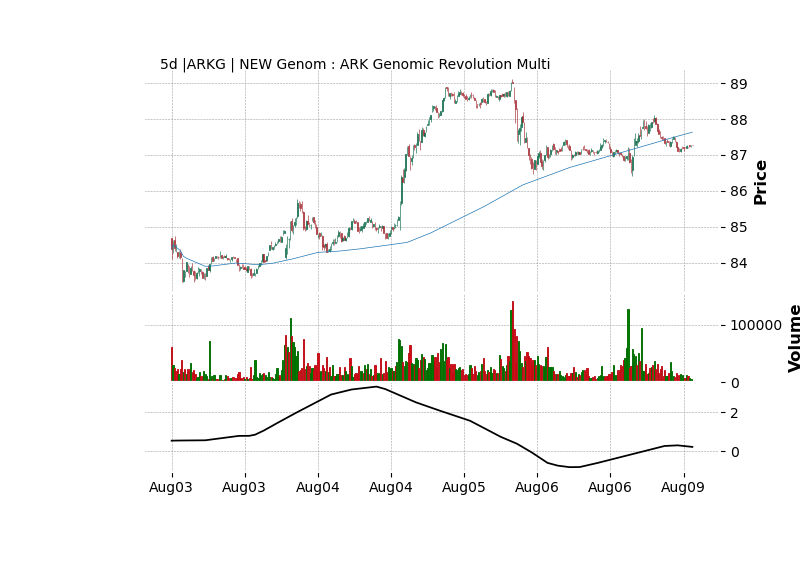 5d |ARKG | NEW Genom : ARK Genomic Revolution Multi
89
88
87
86
85
84
Price
100000
0
Volume
2
0
Aug03 Aug03 Aug04 Aug04 Aug05 Aug06 Aug06 Aug09